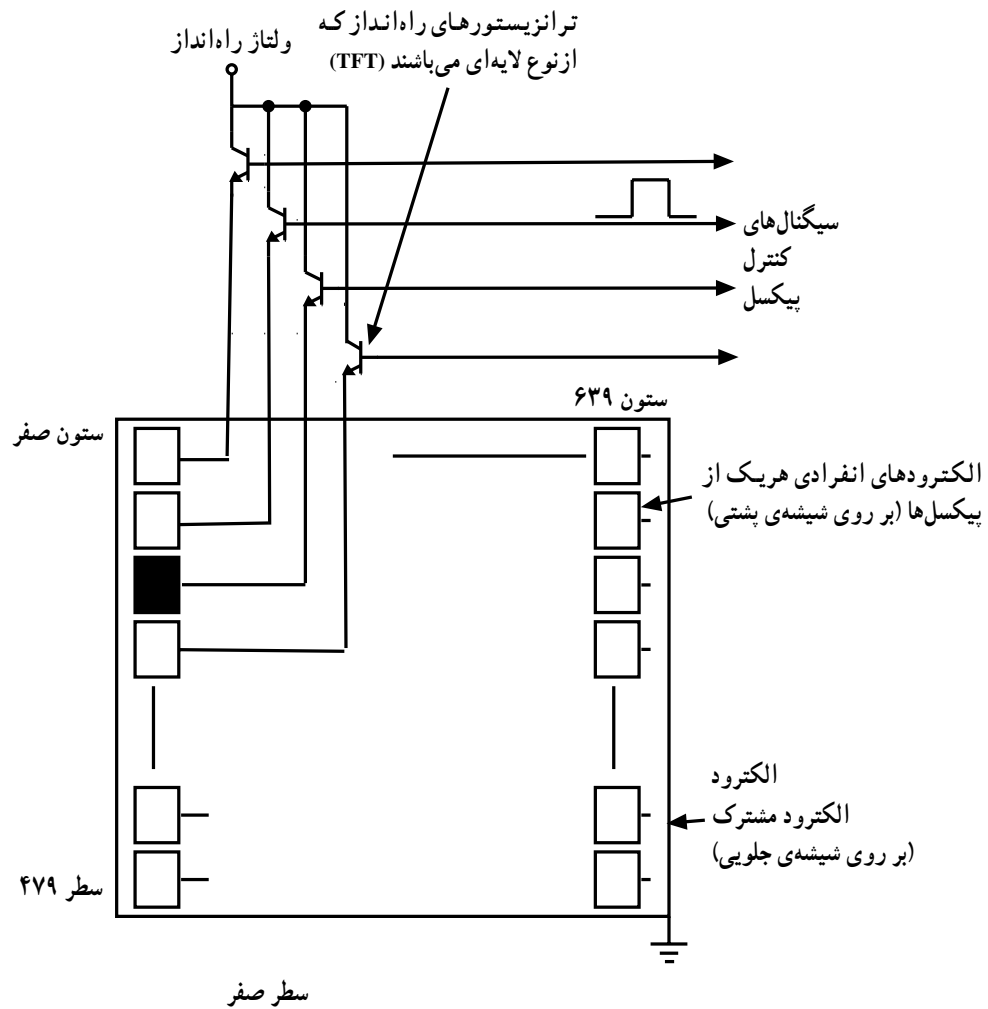 ترانزیستورهای راه‌انداز که
ازنوع لایه‌ای می‌باشند (TFT)
ولتاژ راه‌انداز
سیگنال‌های
کنترل
پیکسل
ستون ۶۳۹
ستون صفر
الکترودهای انفرادی هریک از
پیکسل‌ها (بر روی شیشه‌ی پشتی)
الکترود
الکترود مشترک
(بر روی شیشه‌ی جلویی)
سطر ۴۷۹
سطر صفر